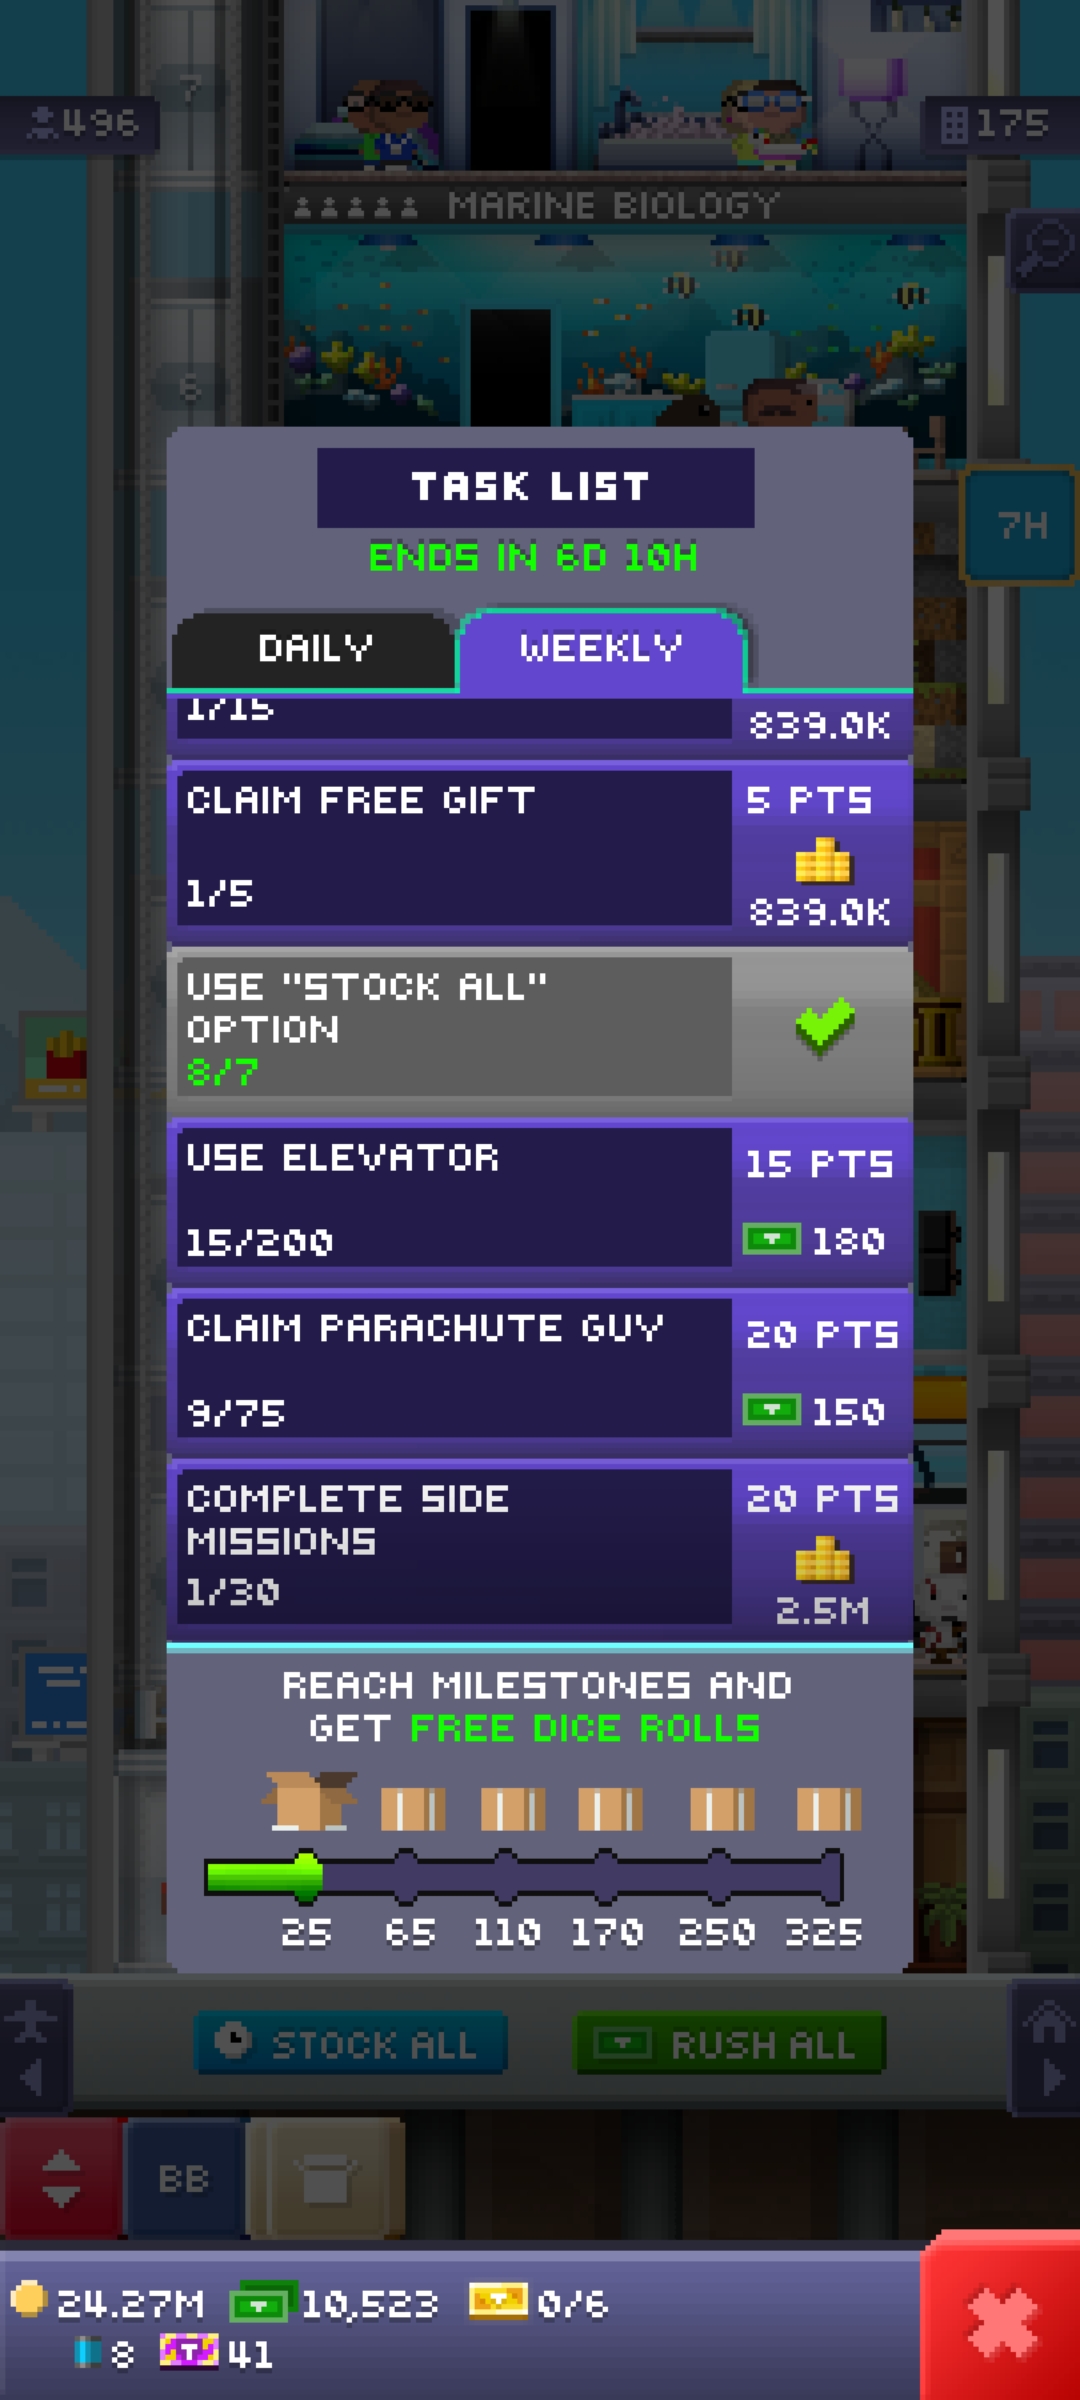 7
496
175
MARINE BIOLOGY
6
TASK LIST
ENDS IN 6D 10H
7H
DAILY
WEEKLY
1/15
839.0K
CLAIM FREE GIFT
5 PTS
1/5
839.0K
USE "STOCK ALL"
OPTION
8/7
USE ELEVATOR
15 PTS
15/200
180
CLAIM PARACHUTE GUY
20 PTS
9/75
150
COMPLETE SIDE
20 PTS
MISSIONS
1/30
2.5M
REACH MILESTONES AND
GET FREE DICE ROLLS
25 65 110 170 250 325
STOCK ALL
RUSH ALL
BB
24.27M 10,523 0/6
8 41